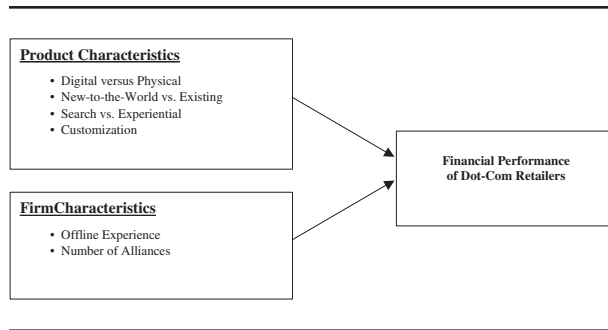 Product Characteristics
• Digital versus Physical
• New-to-the-World vs. Existing
• Search vs. Experiential
• Customization
Financial Performance
of Dot-Com Retailers
FirmCharacteristics
• Offline Experience
• Number of Alliances